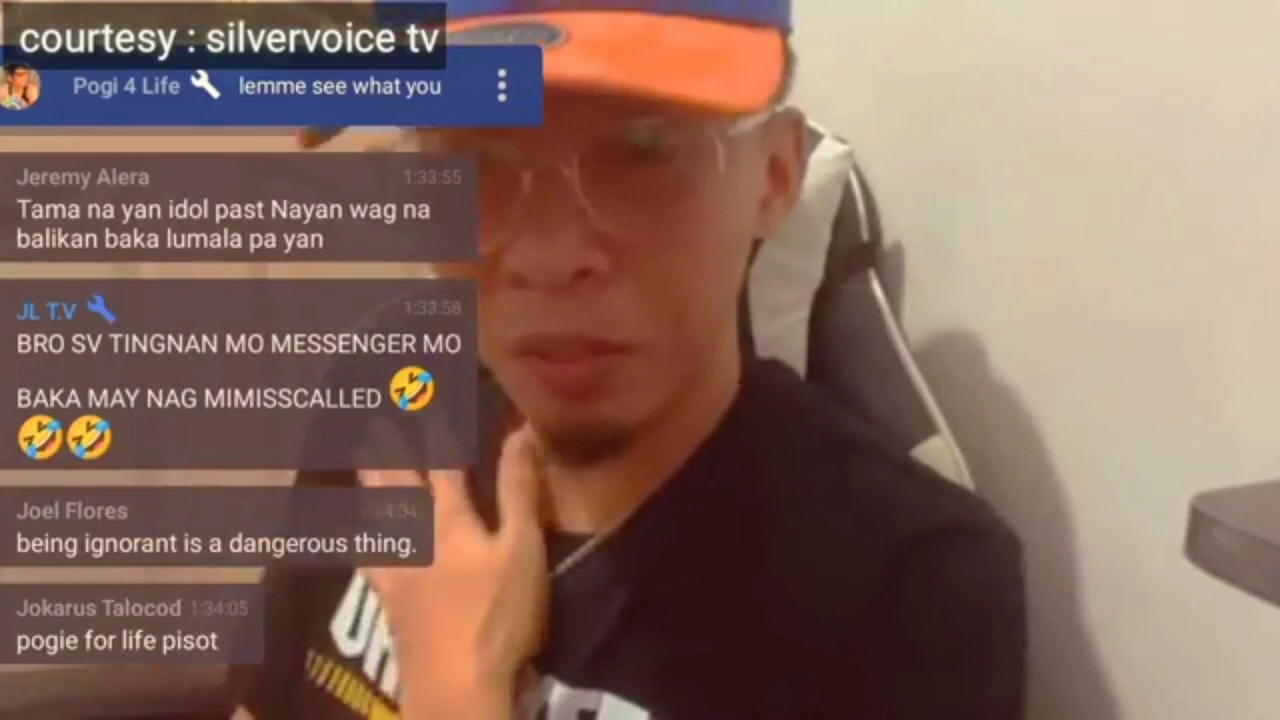 courtesy : silvervoice tv
Pogi 4 Life lemme see what you
Jeremy Alera 1:33:55
Tama na yan idol past Nayan wag na
balikan baka lumala pa yan
JL T.V 1:33:58
BRO SV TINGNAN MO MESSENGER MO
BAKA MAY NAG MIMISSCALLED 🤣
🤣🤣
Joel Flores 4:04
being ignorant is a dangerous thing.
Jokarus Talocod 1:34:05
pogie for life pisot